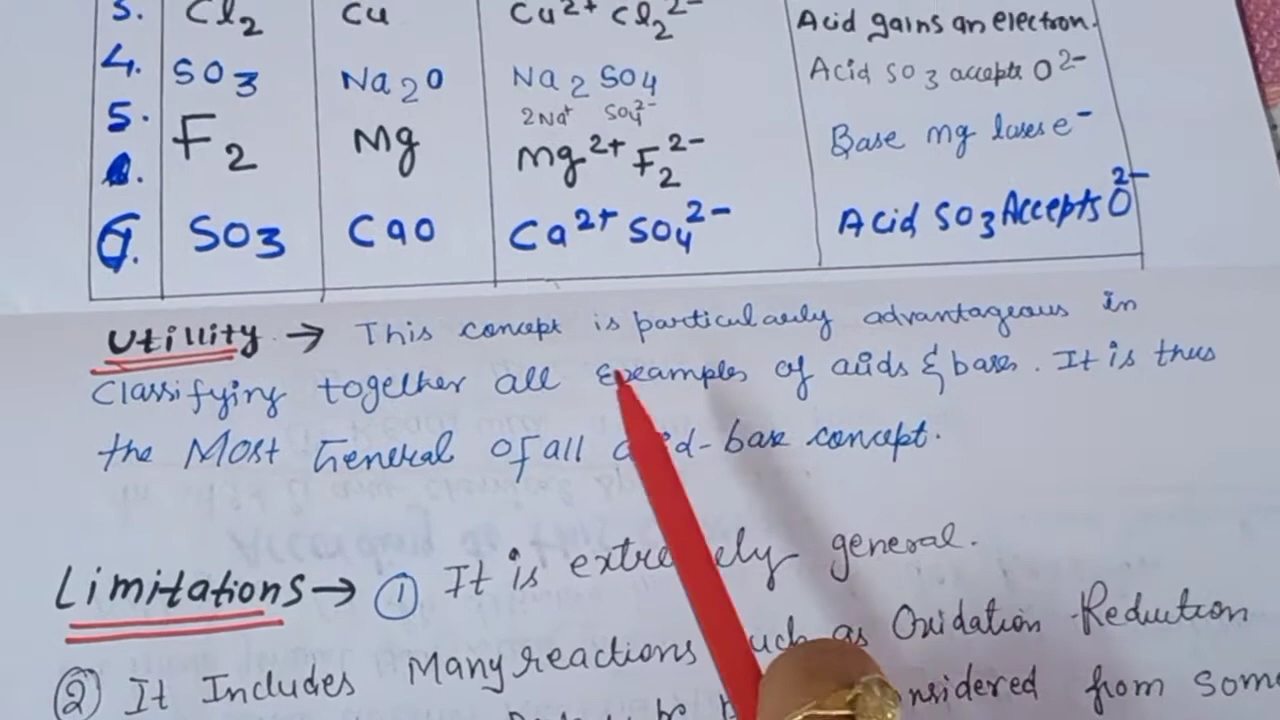 3. Cl2 Cu Cu2+ Cl2 2- Acid gains an electron.
4. SO3 Na2O Na2SO4 Acid SO3 accepts O2-
2Na+ SO4 2-
5. F2 Mg Mg2+ F2 2- Base mg loses e-
SO3 CaO Ca2+ SO4 2- Acid SO3 Accepts O2-
Utillity → This concept is particularly advantageous in
classifying together all examples of acids & bases. It is thus
the Most General of all acid-base concept.
Limitations → ① It is extremely general.
② It Includes Many reactions such as Oxidation-Reduction
considered from some